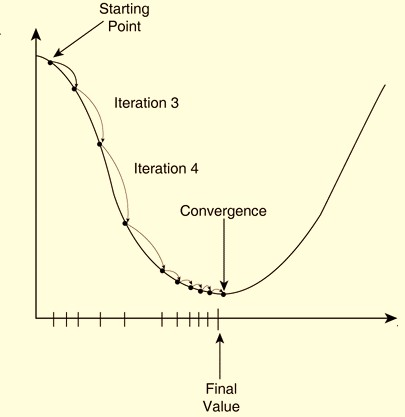 Starting
Point
Iteration 3
Iteration 4
Convergence
Final
Value